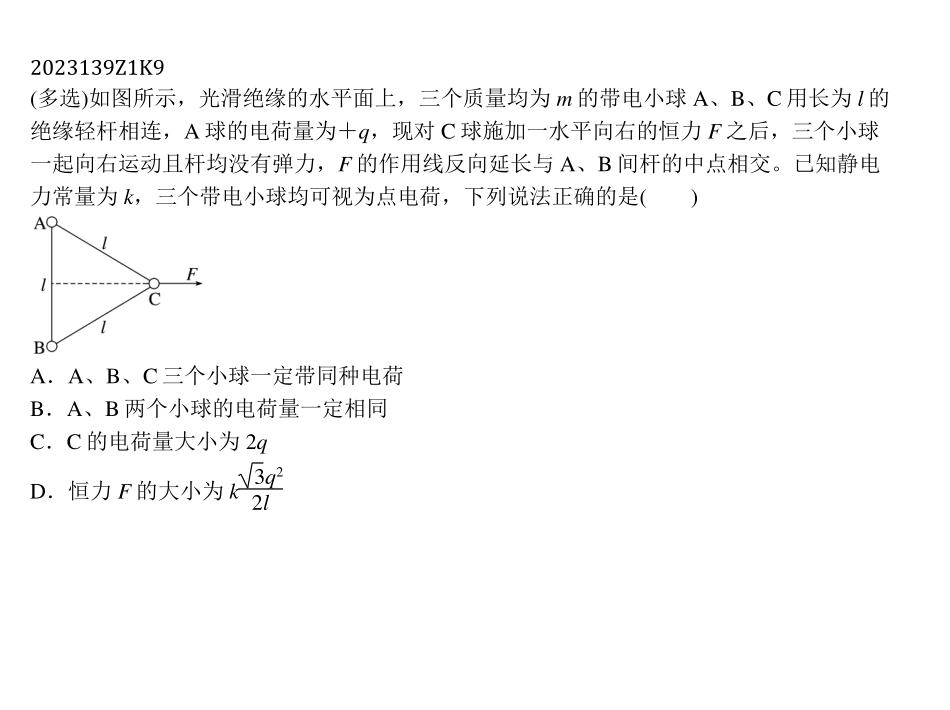 2023139Z1K9
(多选)如图所示，光滑绝缘的水平面上，三个质量均为 m 的带电小球 A、B、C 用长为 l 的
绝缘轻杆相连，A 球的电荷量为＋q，现对 C 球施加一水平向右的恒力 F 之后，三个小球
一起向右运动且杆均没有弹力，F 的作用线反向延长与 A、B 间杆的中点相交。已知静电
力常量为 k，三个带电小球均可视为点电荷，下列说法正确的是(　　)
A
l
l
F
C
l
B
A．A、B、C 三个小球一定带同种电荷
B．A、B 两个小球的电荷量一定相同
C．C 的电荷量大小为 2q
D．恒力 F 的大小为 k√3q²/2l